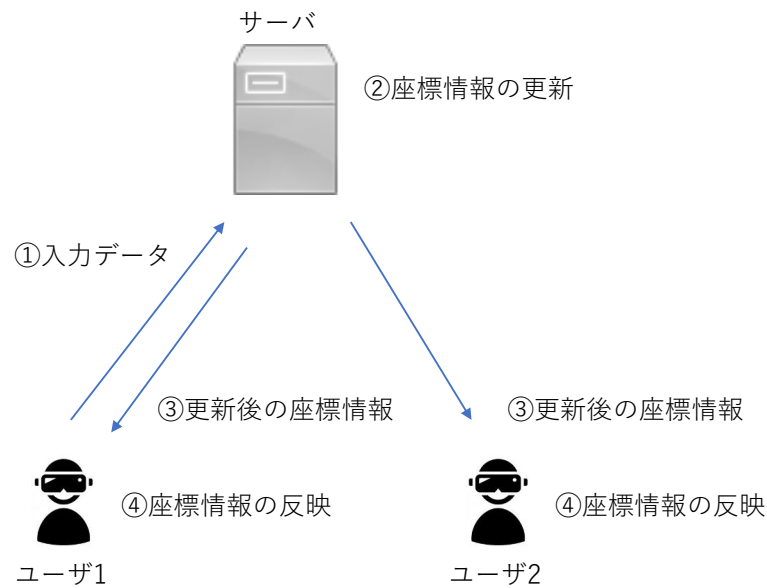 サーバ
②座標情報の更新
①入力データ
③更新後の座標情報
③更新後の座標情報
④座標情報の反映
④座標情報の反映
ユーザ1
ユーザ2